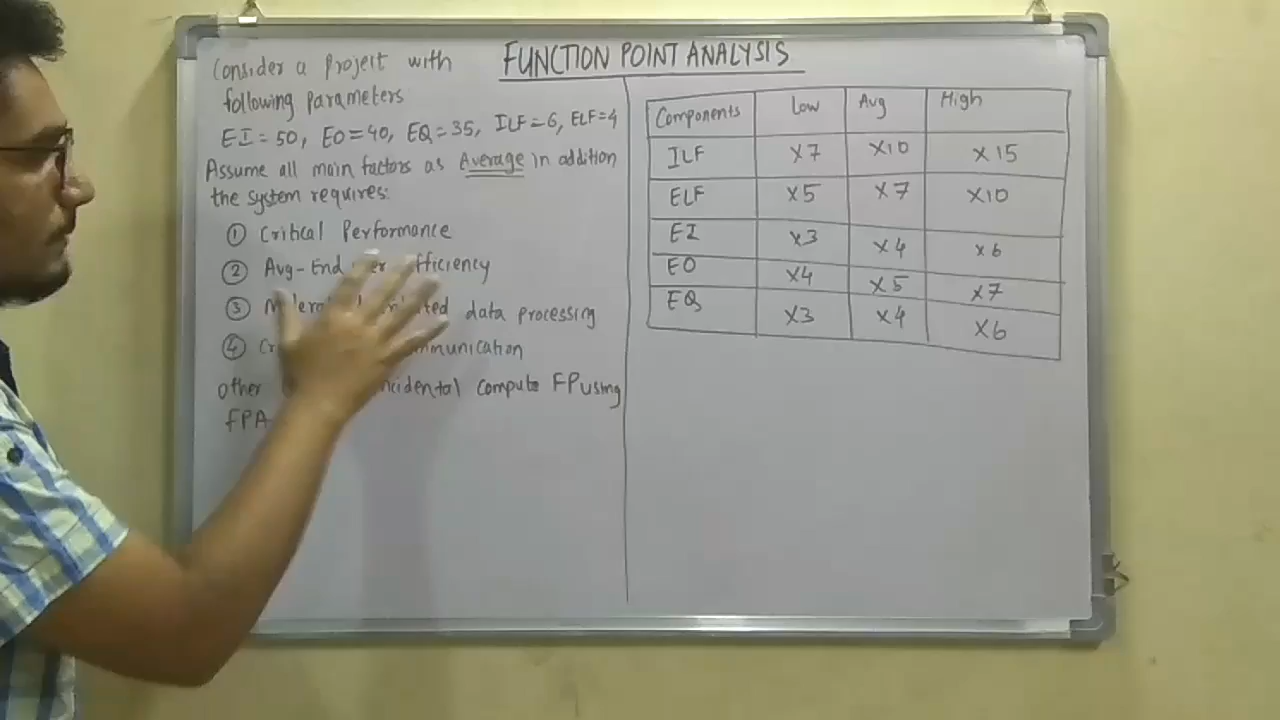 FUNCTION POINT ANALYSIS
Consider a project with
following parameters
EI=50, EO=40, EQ=35, ILF=6, ELF=4
Assume all main factors as Average in addition
the system requires:
① Critical Performance
② Avg-End fficiency
③ data processing
④ mmunication
other ncidental compute FP using
FPA
Components Low Avg High
ILF X7 X10 X15
ELF X5 X7 X10
EI X3 X4 X6
EO X4 X5 X7
EQ X3 X4 X6